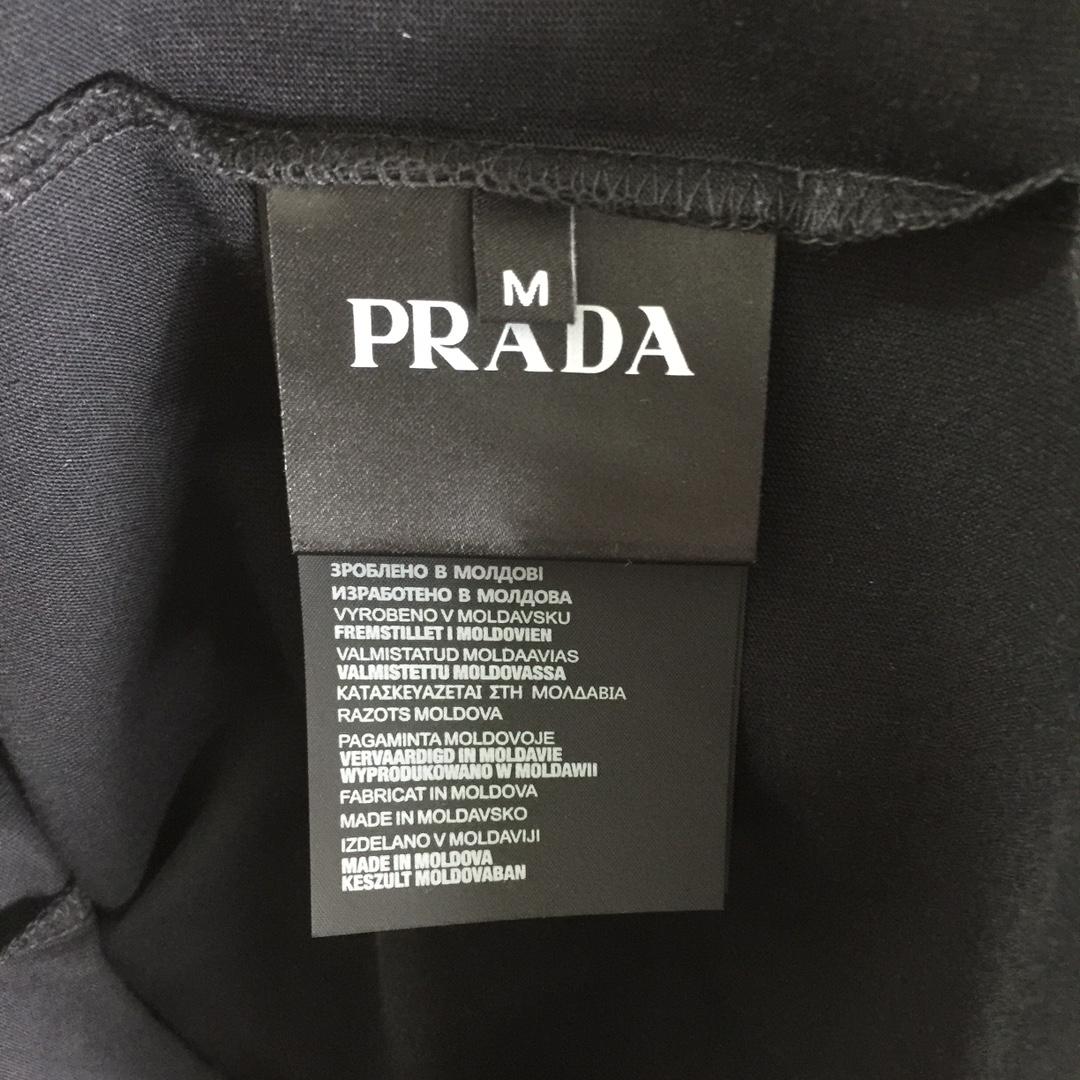 M
PRADA
ЗРОБЛЕНО В МОЛДОВІ
ИЗРАБОТЕНО В МОЛДОВА
VYROBENO V MOLDAVSKU
FREMSTILLET I MOLDOVIEN
VALMISTATUD MOLDAAVIAS
VALMISTETTU MOLDOVASSA
ΚΑΤΑΣΚΕΥΑΖΕΤΑΙ ΣΤΗ ΜΟΛΔΑΒΙΑ
RAZOTS MOLDOVA
PAGAMINTA MOLDOVOJE
VERVAARDIGD IN MOLDAVIE
WYPRODUKOWANO W MOLDAWII
FABRICAT IN MOLDOVA
MADE IN MOLDAVSKO
IZDELANO V MOLDAVIJI
MADE IN MOLDOVA
KESZULT MOLDOVABAN